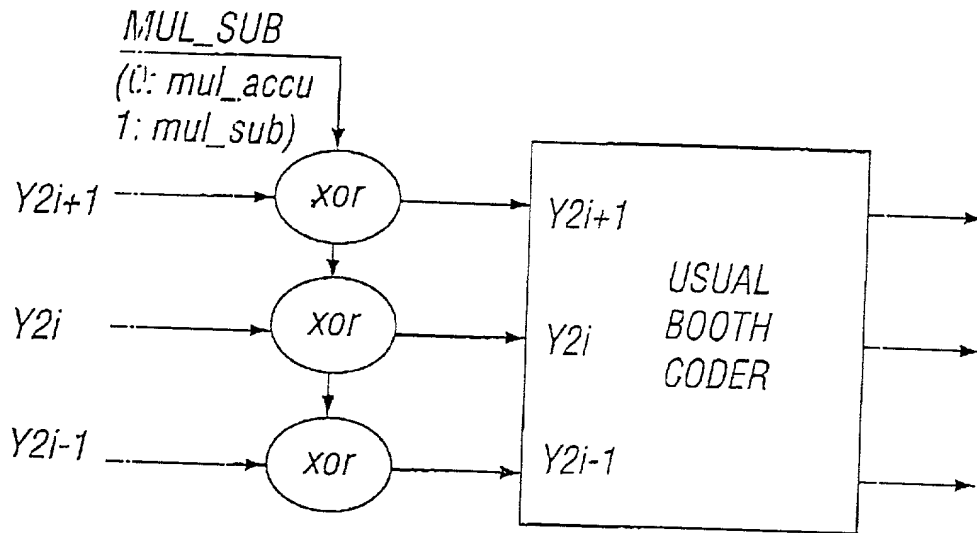 MUL_SUB
(0: mul_accu
1: mul_sub)
Y2i+1
xor
Y2i+1
Y2i
xor
Y2i
Y2i-1
xor
Y2i-1
USUAL
BOOTH
CODER